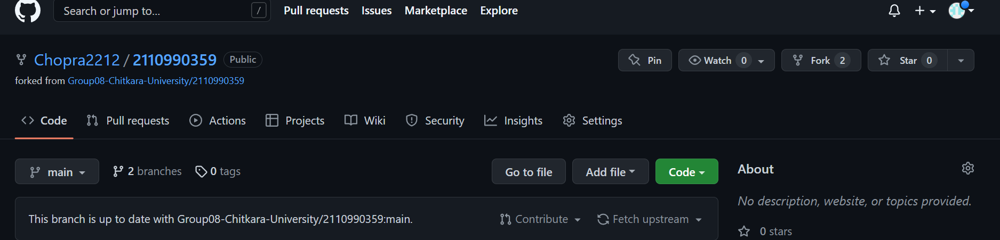 Search or jump to... / Pull requests Issues Marketplace Explore
Chopra2212 / 2110990359 Public Pin Watch 0 Fork 2 Star 0
forked from Group08-Chitkara-University/2110990359
Code Pull requests Actions Projects Wiki Security Insights Settings
main 2 branches 0 tags Go to file Add file Code About
No description, website, or topics provided.
This branch is up to date with Group08-Chitkara-University/2110990359:main. Contribute Fetch upstream
0 stars